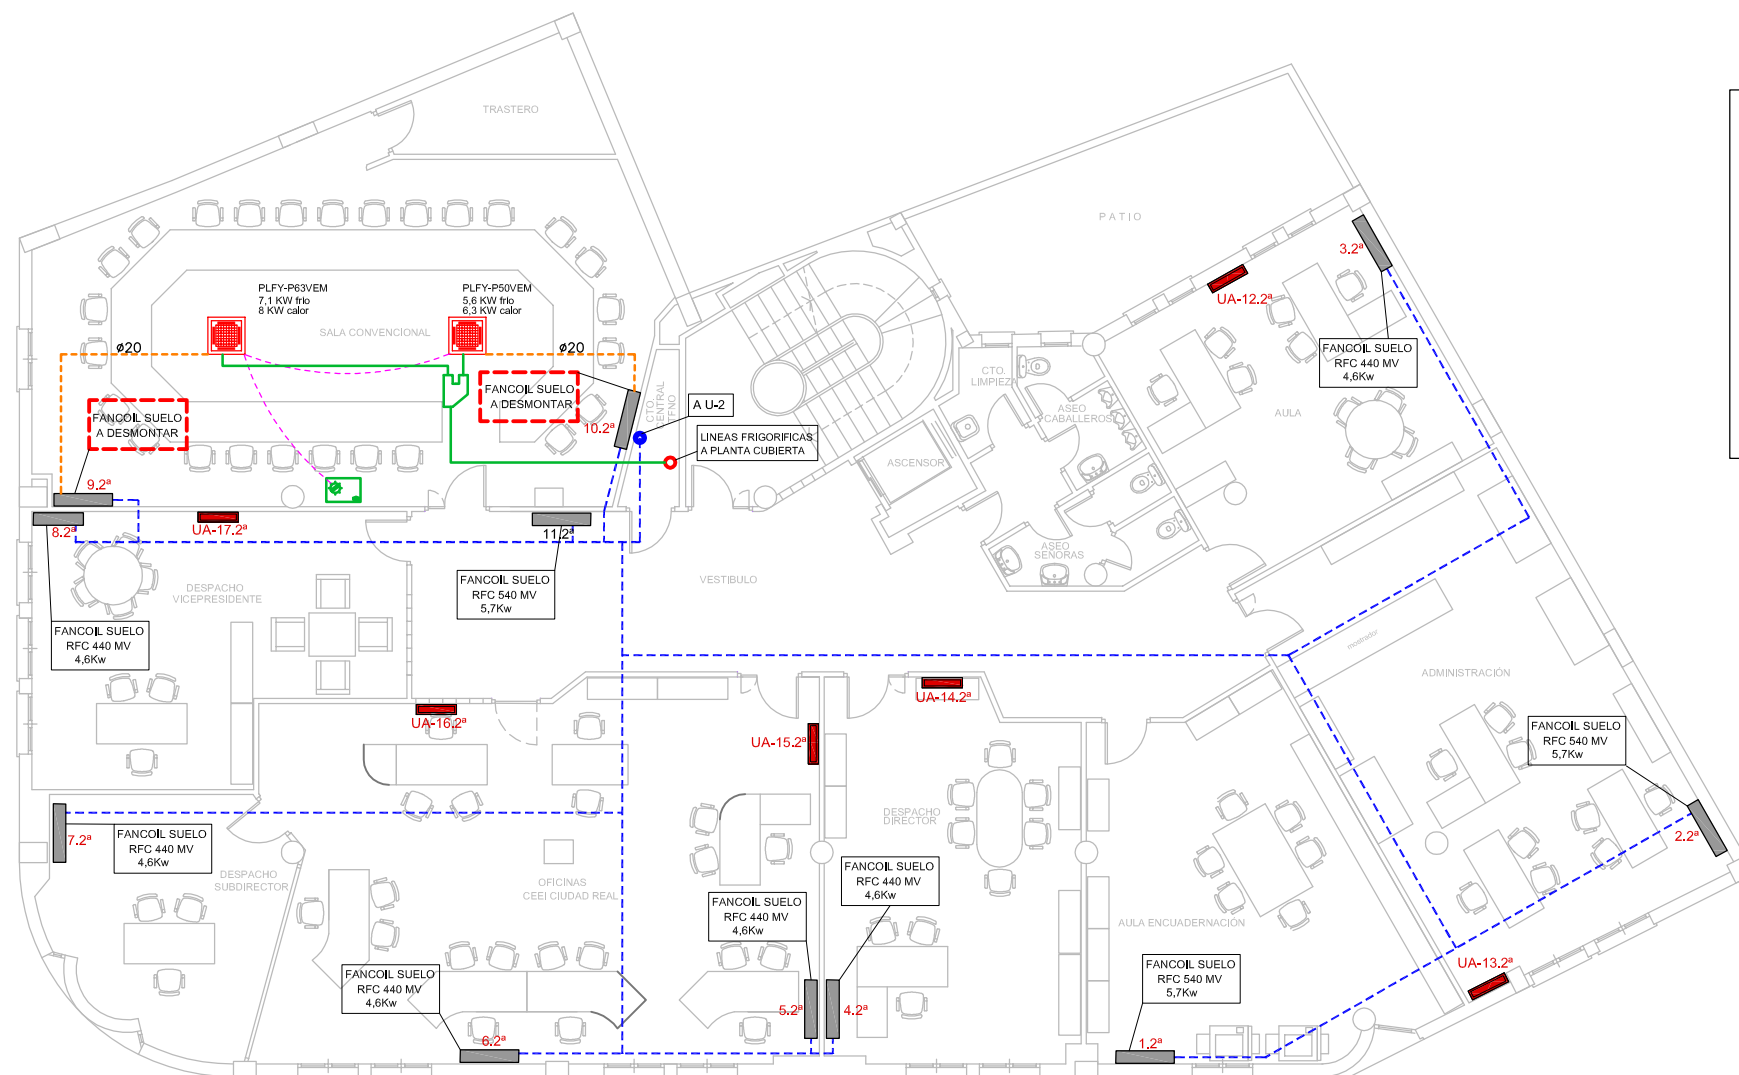 TRASTERO
PATIO
3.2ª
UA-12.2ª
PLFY-P63VEM
7,1 KW frío
8 KW calor
PLFY-P50VEM
5,6 KW frío
6,3 KW calor
SALA CONVENCIONAL
ø20
ø20
FANCOIL SUELO
RFC 440 MV
4,6Kw
CTO.
LIMPIEZA
FANCOIL SUELO
A DESMONTAR
FANCOIL SUELO
A DESMONTAR
10.2ª
CTO.
CENTRAL
TFNO
A U-2
ASEO
CABALLEROS
AULA
LINEAS FRIGORIFICAS
A PLANTA CUBIERTA
ASCENSOR
9.2ª
8.2ª
UA-17.2ª
11.2ª
ASEO
SEÑORAS
VESTIBULO
DESPACHO
VICEPRESIDENTE
FANCOIL SUELO
RFC 540 MV
5,7Kw
FANCOIL SUELO
RFC 440 MV
4,6Kw
mostrador
ADMINISTRACIÓN
UA-14.2ª
UA-16.2ª
UA-15.2ª
FANCOIL SUELO
RFC 540 MV
5,7Kw
7.2ª
FANCOIL SUELO
RFC 440 MV
4,6Kw
DESPACHO
DIRECTOR
2.2ª
DESPACHO
SUBDIRECTOR
OFICINAS
CEEI CIUDAD REAL
FANCOIL SUELO
RFC 440 MV
4,6Kw
FANCOIL SUELO
RFC 440 MV
4,6Kw
AULA ENCUADERNACIÓN
FANCOIL SUELO
RFC 440 MV
4,6Kw
FANCOIL SUELO
RFC 540 MV
5,7Kw
UA-13.2ª
5.2ª
4.2ª
6.2ª
1.2ª